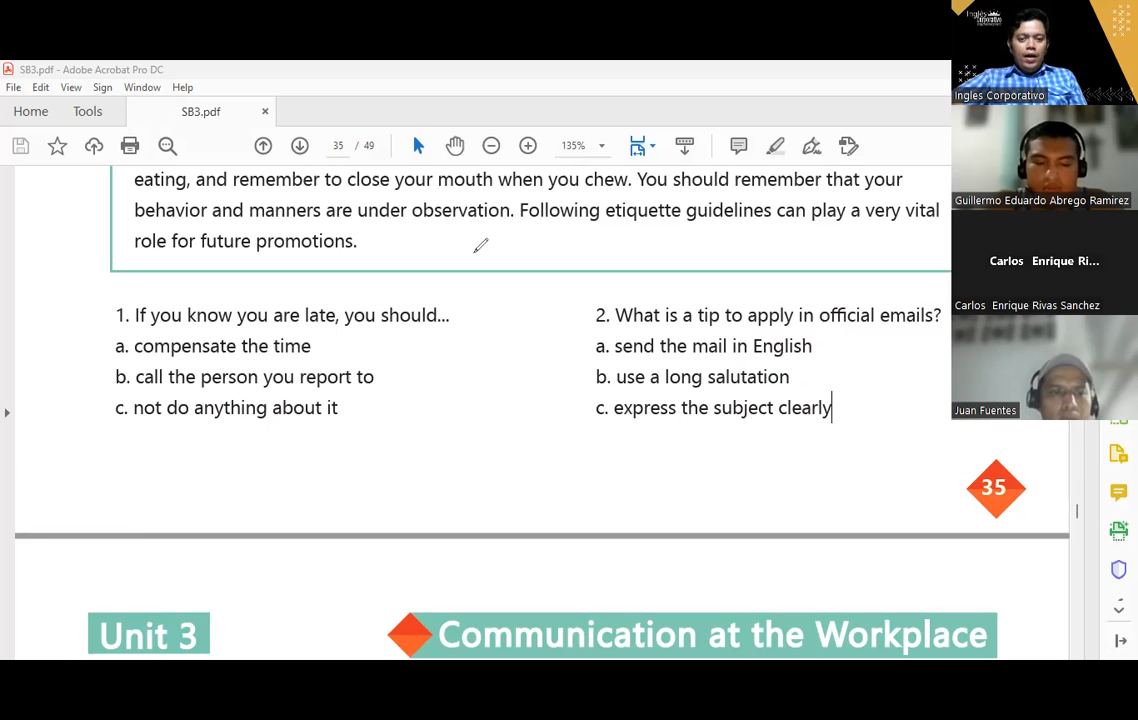 SB3.pdf - Adobe Acrobat Pro DC
File Edit View Sign Window Help
Home Tools SB3.pdf ×
35 / 49 135%
eating, and remember to close your mouth when you chew. You should remember that your
behavior and manners are under observation. Following etiquette guidelines can play a very vital
role for future promotions.
1. If you know you are late, you should...
a. compensate the time
b. call the person you report to
c. not do anything about it
2. What is a tip to apply in official emails?
a. send the mail in English
b. use a long salutation
c. express the subject clearly
35
Unit 3
Communication at the Workplace
Inglés
Corporativo
Ingles Corporativo
Guillermo Eduardo Abrego Ramirez
Carlos Enrique Ri...
Carlos Enrique Rivas Sanchez
Juan Fuentes